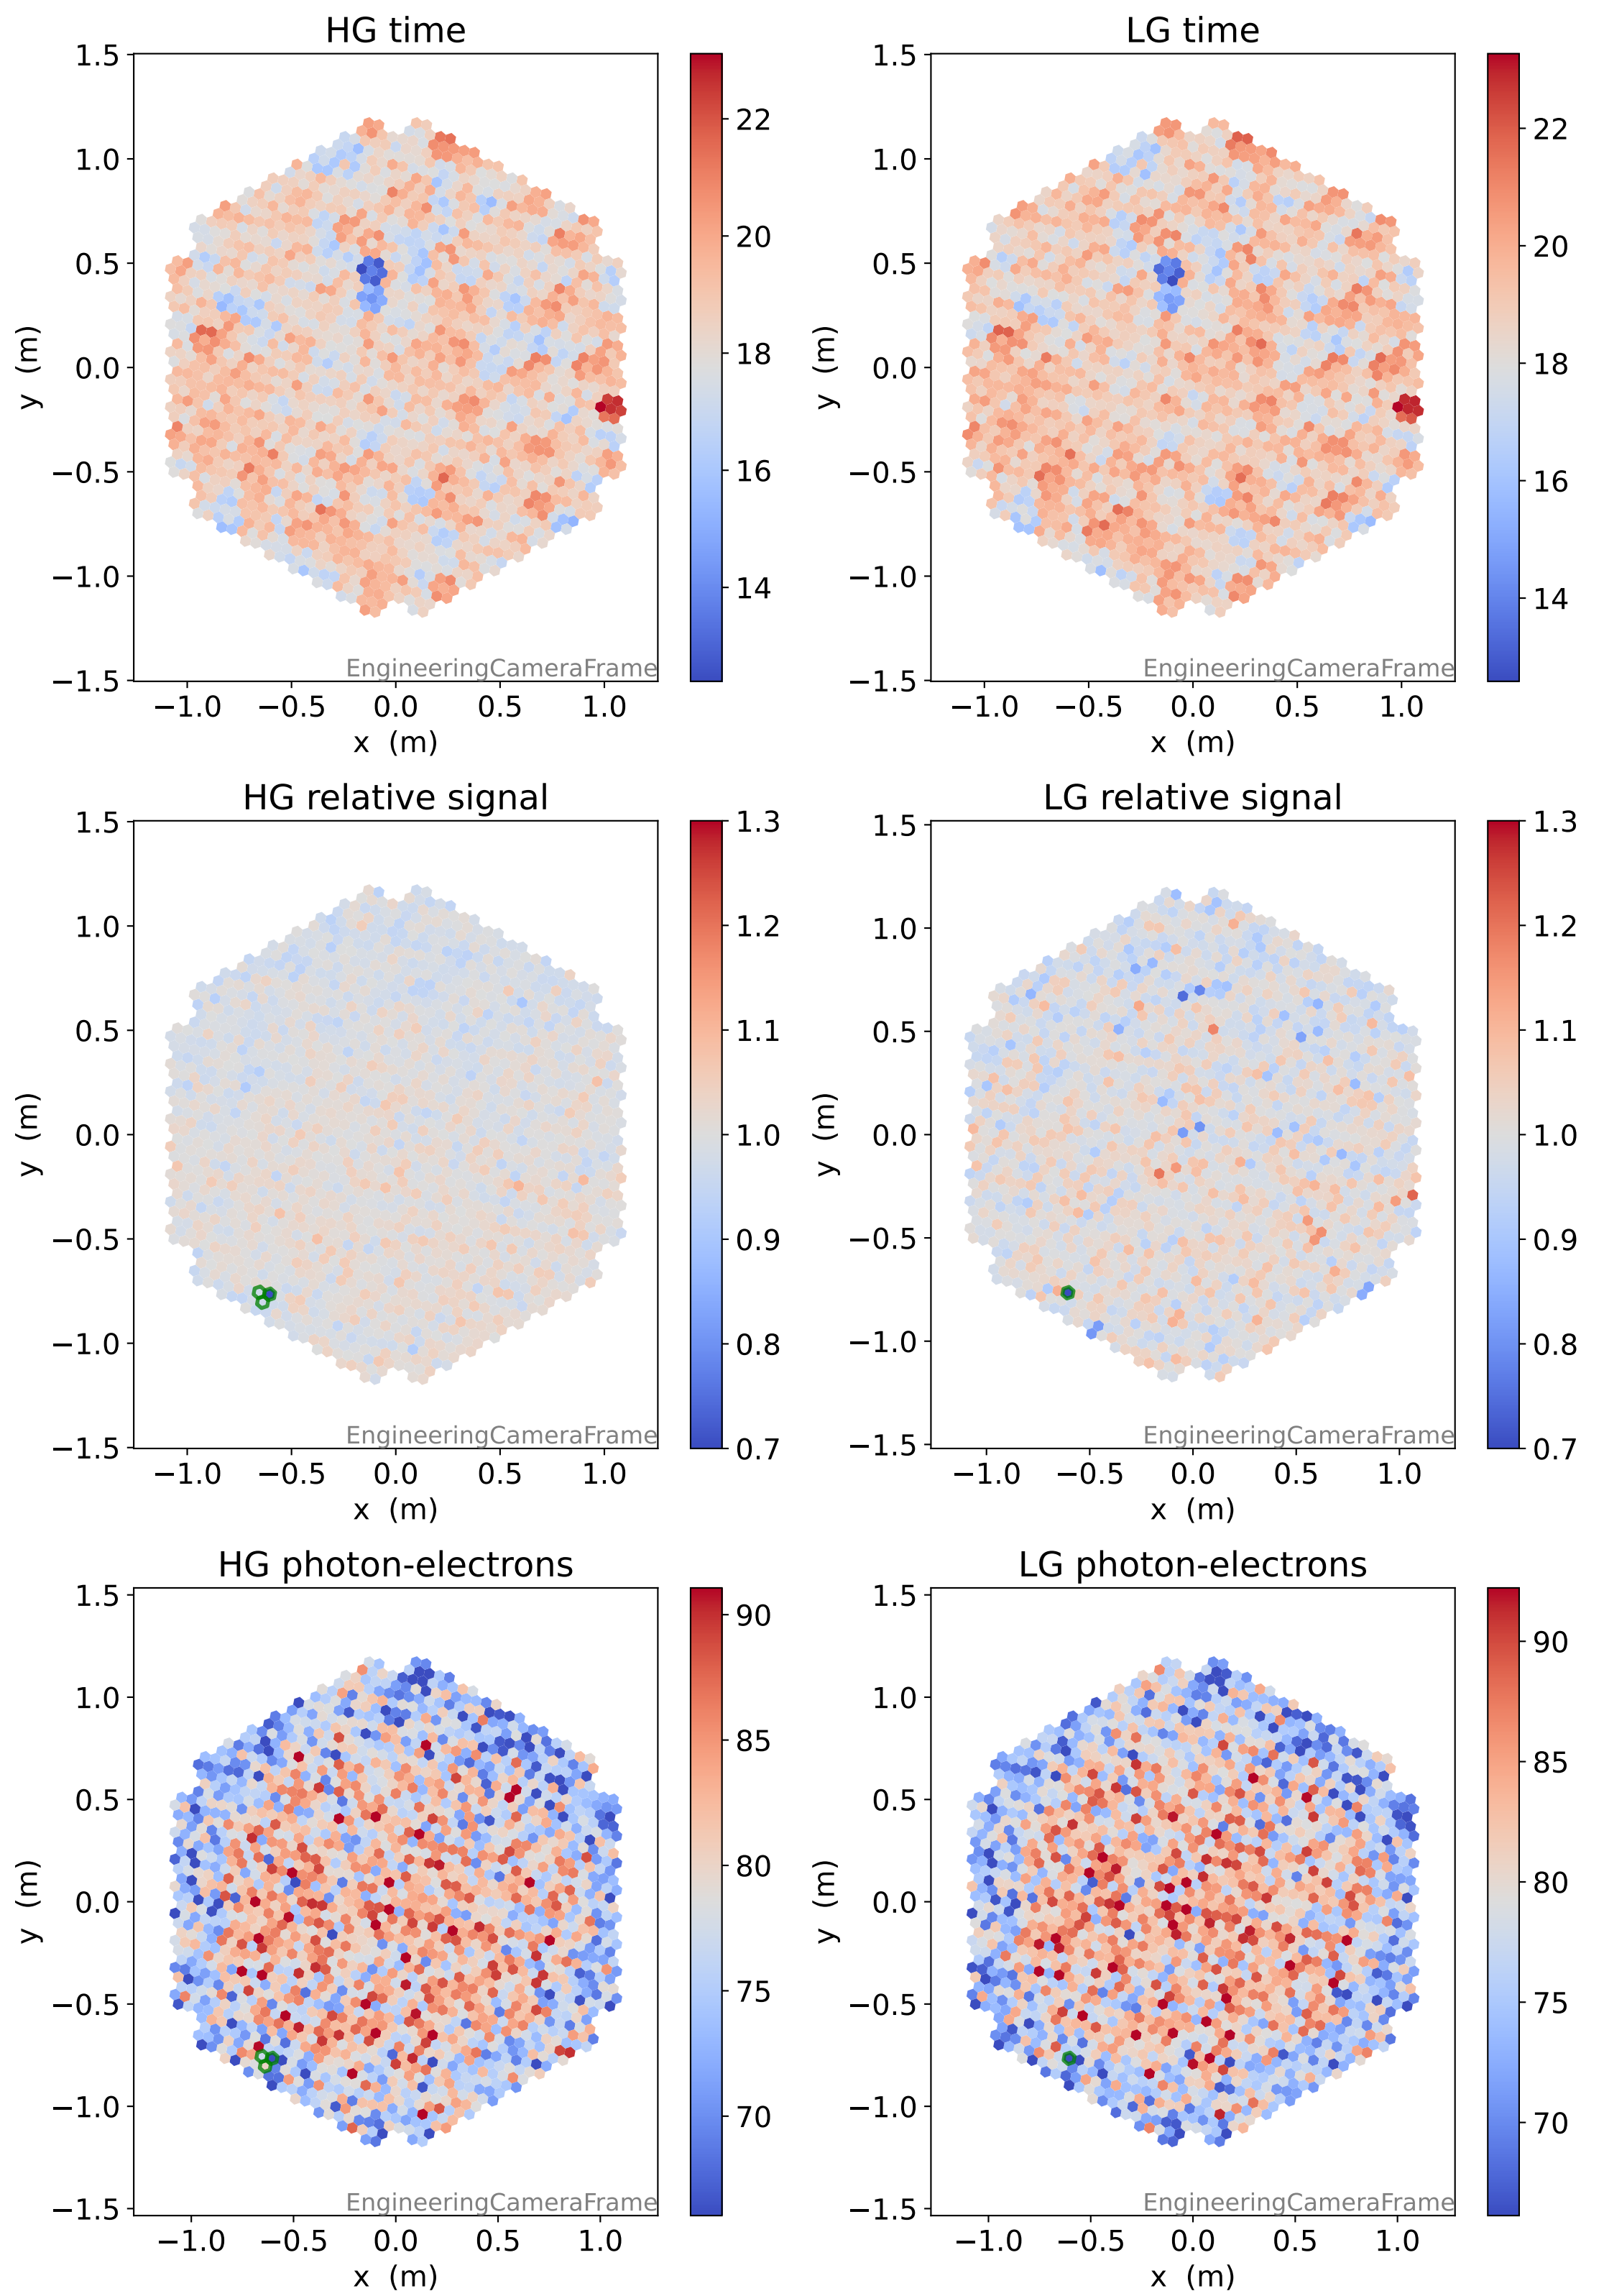 HG time
1.5
1.0
0.5
0.0
−0.5
−1.0
−1.5
y (m)
−1.0 −0.5 0.0 0.5 1.0
x (m)
EngineeringCameraFrame
22
20
18
16
14
LG time
1.5
1.0
0.5
0.0
−0.5
−1.0
−1.5
y (m)
−1.0 −0.5 0.0 0.5 1.0
x (m)
EngineeringCameraFrame
22
20
18
16
14
HG relative signal
1.5
1.0
0.5
0.0
−0.5
−1.0
−1.5
y (m)
−1.0 −0.5 0.0 0.5 1.0
x (m)
EngineeringCameraFrame
1.3
1.2
1.1
1.0
0.9
0.8
0.7
LG relative signal
1.5
1.0
0.5
0.0
−0.5
−1.0
−1.5
y (m)
−1.0 −0.5 0.0 0.5 1.0
x (m)
EngineeringCameraFrame
1.3
1.2
1.1
1.0
0.9
0.8
0.7
HG photon-electrons
1.5
1.0
0.5
0.0
−0.5
−1.0
−1.5
y (m)
−1.0 −0.5 0.0 0.5 1.0
x (m)
EngineeringCameraFrame
90
85
80
75
70
LG photon-electrons
1.5
1.0
0.5
0.0
−0.5
−1.0
−1.5
y (m)
−1.0 −0.5 0.0 0.5 1.0
x (m)
EngineeringCameraFrame
90
85
80
75
70